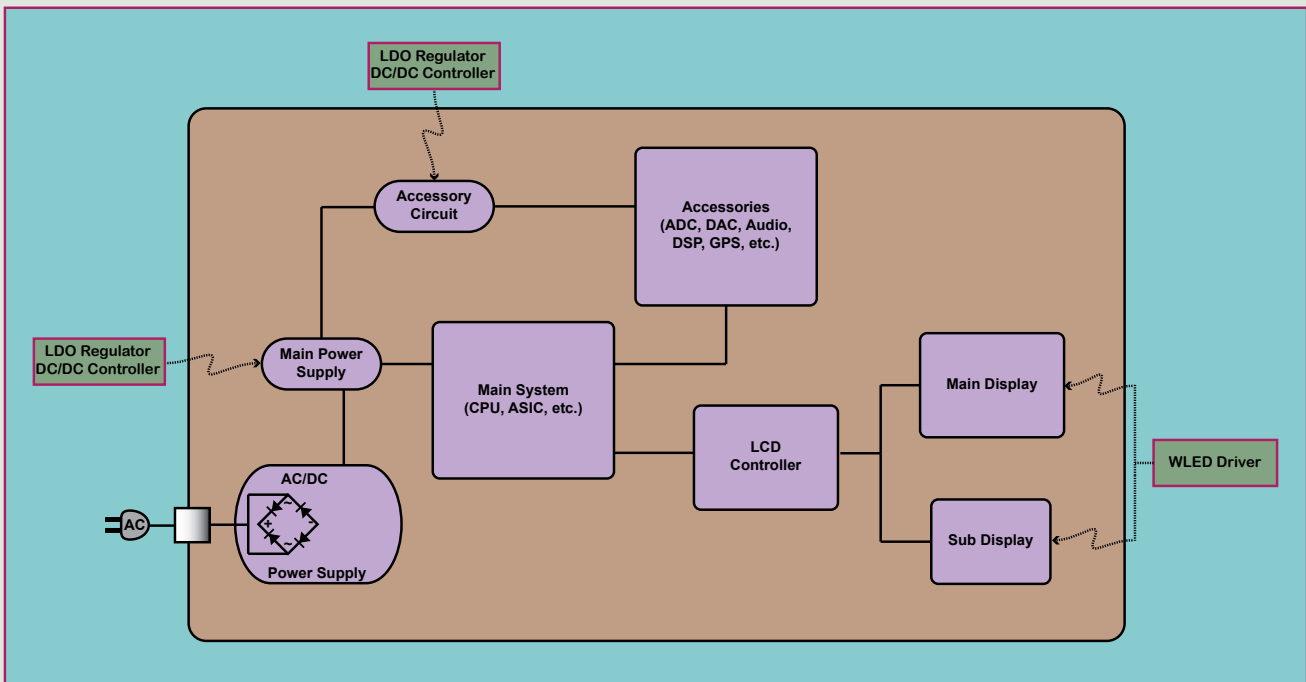 LDO Regulator
DC/DC Controller
Accessory
Circuit
Accessories
(ADC, DAC, Audio,
DSP, GPS, etc.)
LDO Regulator
DC/DC Controller
Main Power
Supply
Main System
(CPU, ASIC, etc.)
Main Display
LCD
Controller
WLED Driver
AC/DC
~
+
-
~
Power Supply
AC
Sub Display